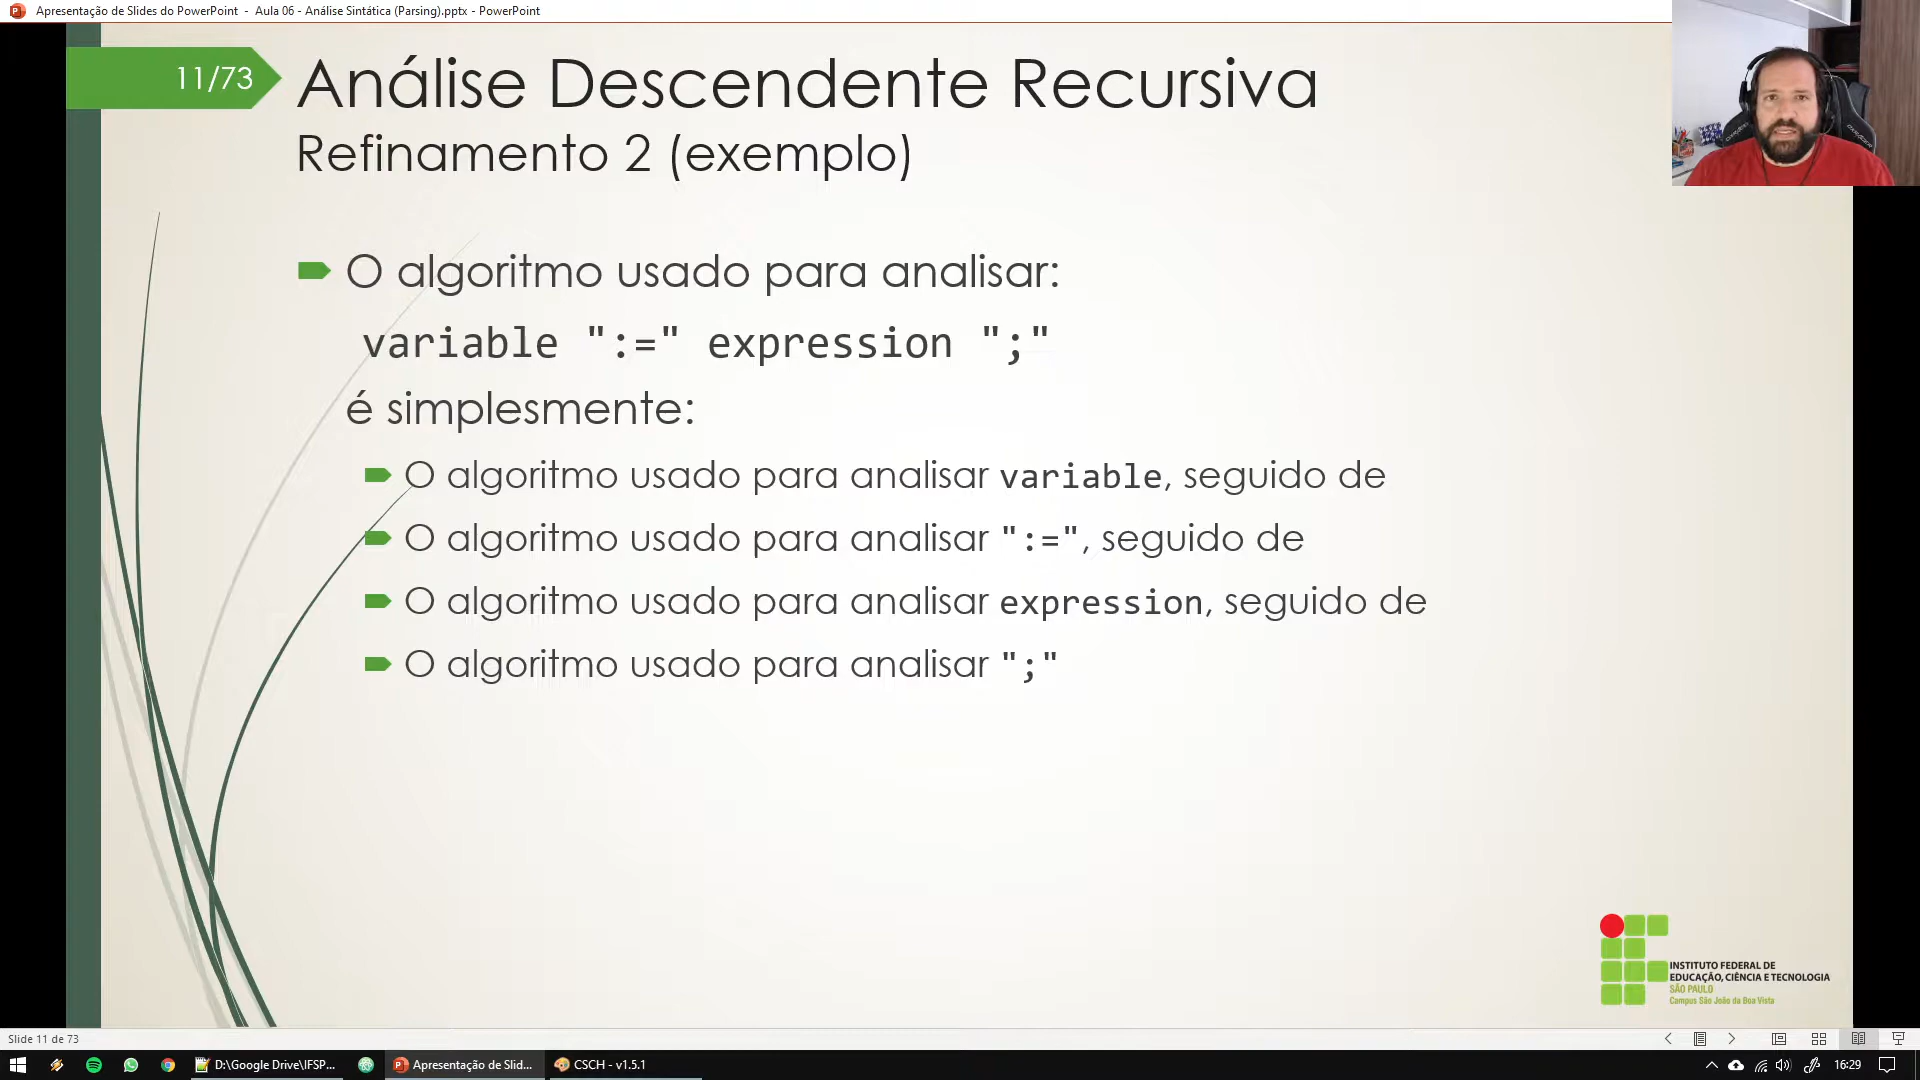 Apresentação de Slides do PowerPoint - Aula 06 - Análise Sintática (Parsing).pptx - PowerPoint
11/73
Análise Descendente Recursiva
Refinamento 2 (exemplo)
O algoritmo usado para analisar:
variable ":=" expression ";"
é simplesmente:
O algoritmo usado para analisar variable, seguido de
O algoritmo usado para analisar ":=", seguido de
O algoritmo usado para analisar expression, seguido de
O algoritmo usado para analisar ";"
INSTITUTO FEDERAL DE
EDUCAÇÃO, CIÊNCIA E TECNOLOGIA
SÃO PAULO
Campus São João da Boa Vista
Slide 11 de 73
D:\Google Drive\IFSP...
Apresentação de Slid...
CSCH - v1.5.1
16:29